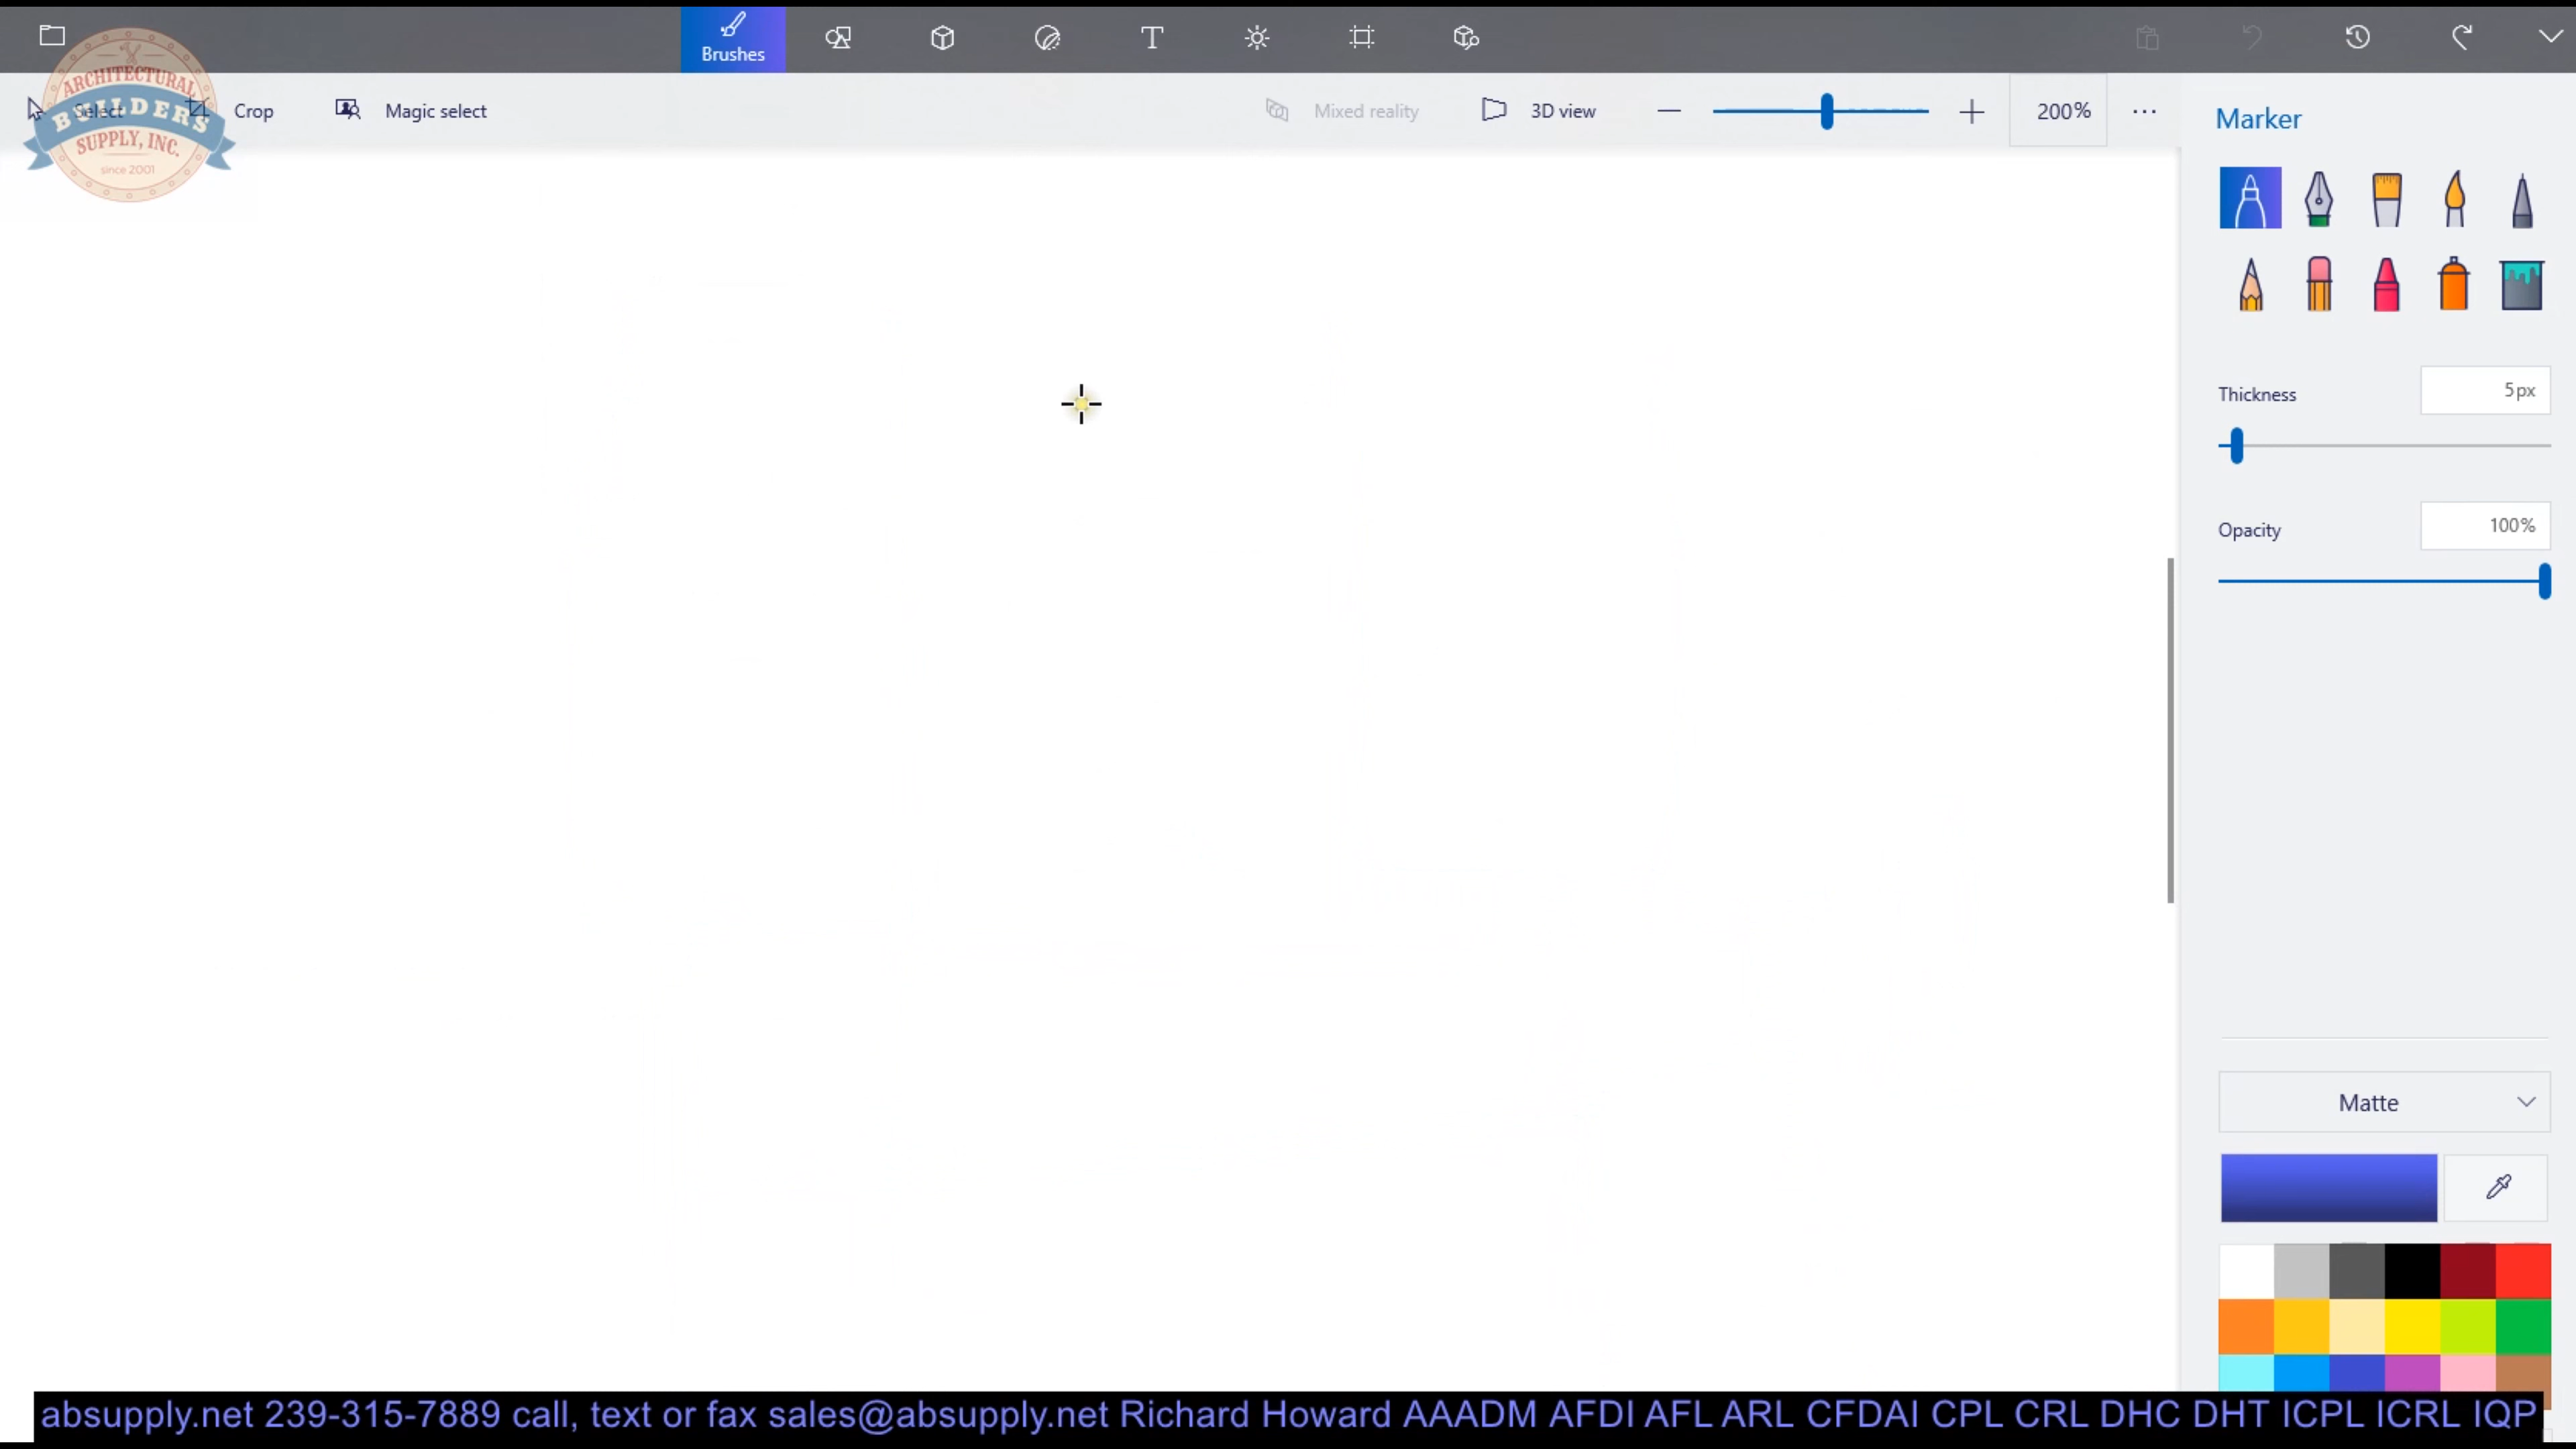 Brushes
ARCHITECTURAL
BUILDERS
SUPPLY, INC.
since 2001
Select
Crop
Magic select
Mixed reality
3D view
200%
Marker
Thickness
5px
Opacity
100%
Matte
absupply.net 239-315-7889 call, text or fax sales@absupply.net Richard Howard AAADM AFDI AFL ARL CFDAI CPL CRL DHC DHT ICPL ICRL IQP